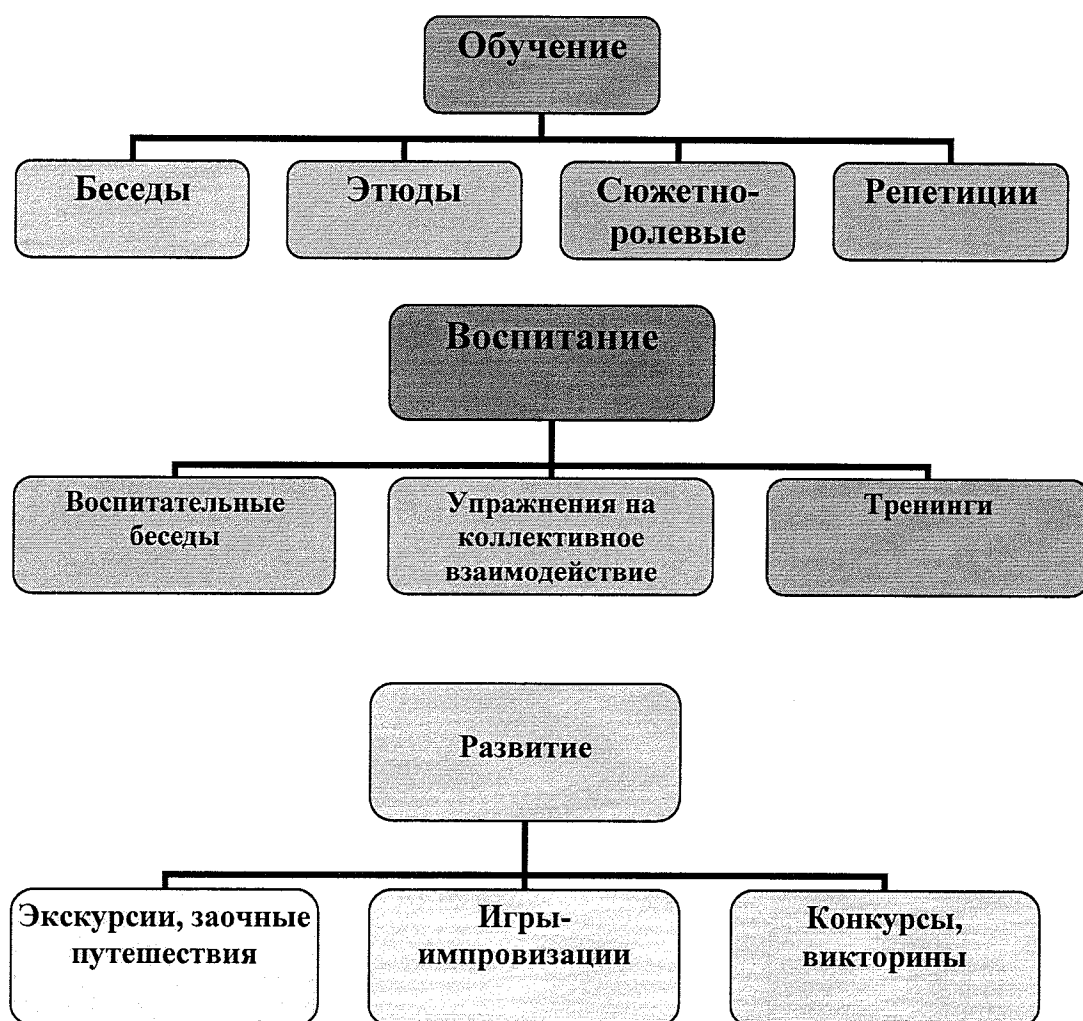 Обучение
Беседы
Этюды
Сюжетно-
ролевые
Репетиции
Воспитание
Воспитательные
беседы
Упражнения на
коллективное
взаимодействие
Тренинги
Развитие
Экскурсии, заочные
путешествия
Игры-
импровизации
Конкурсы,
викторины